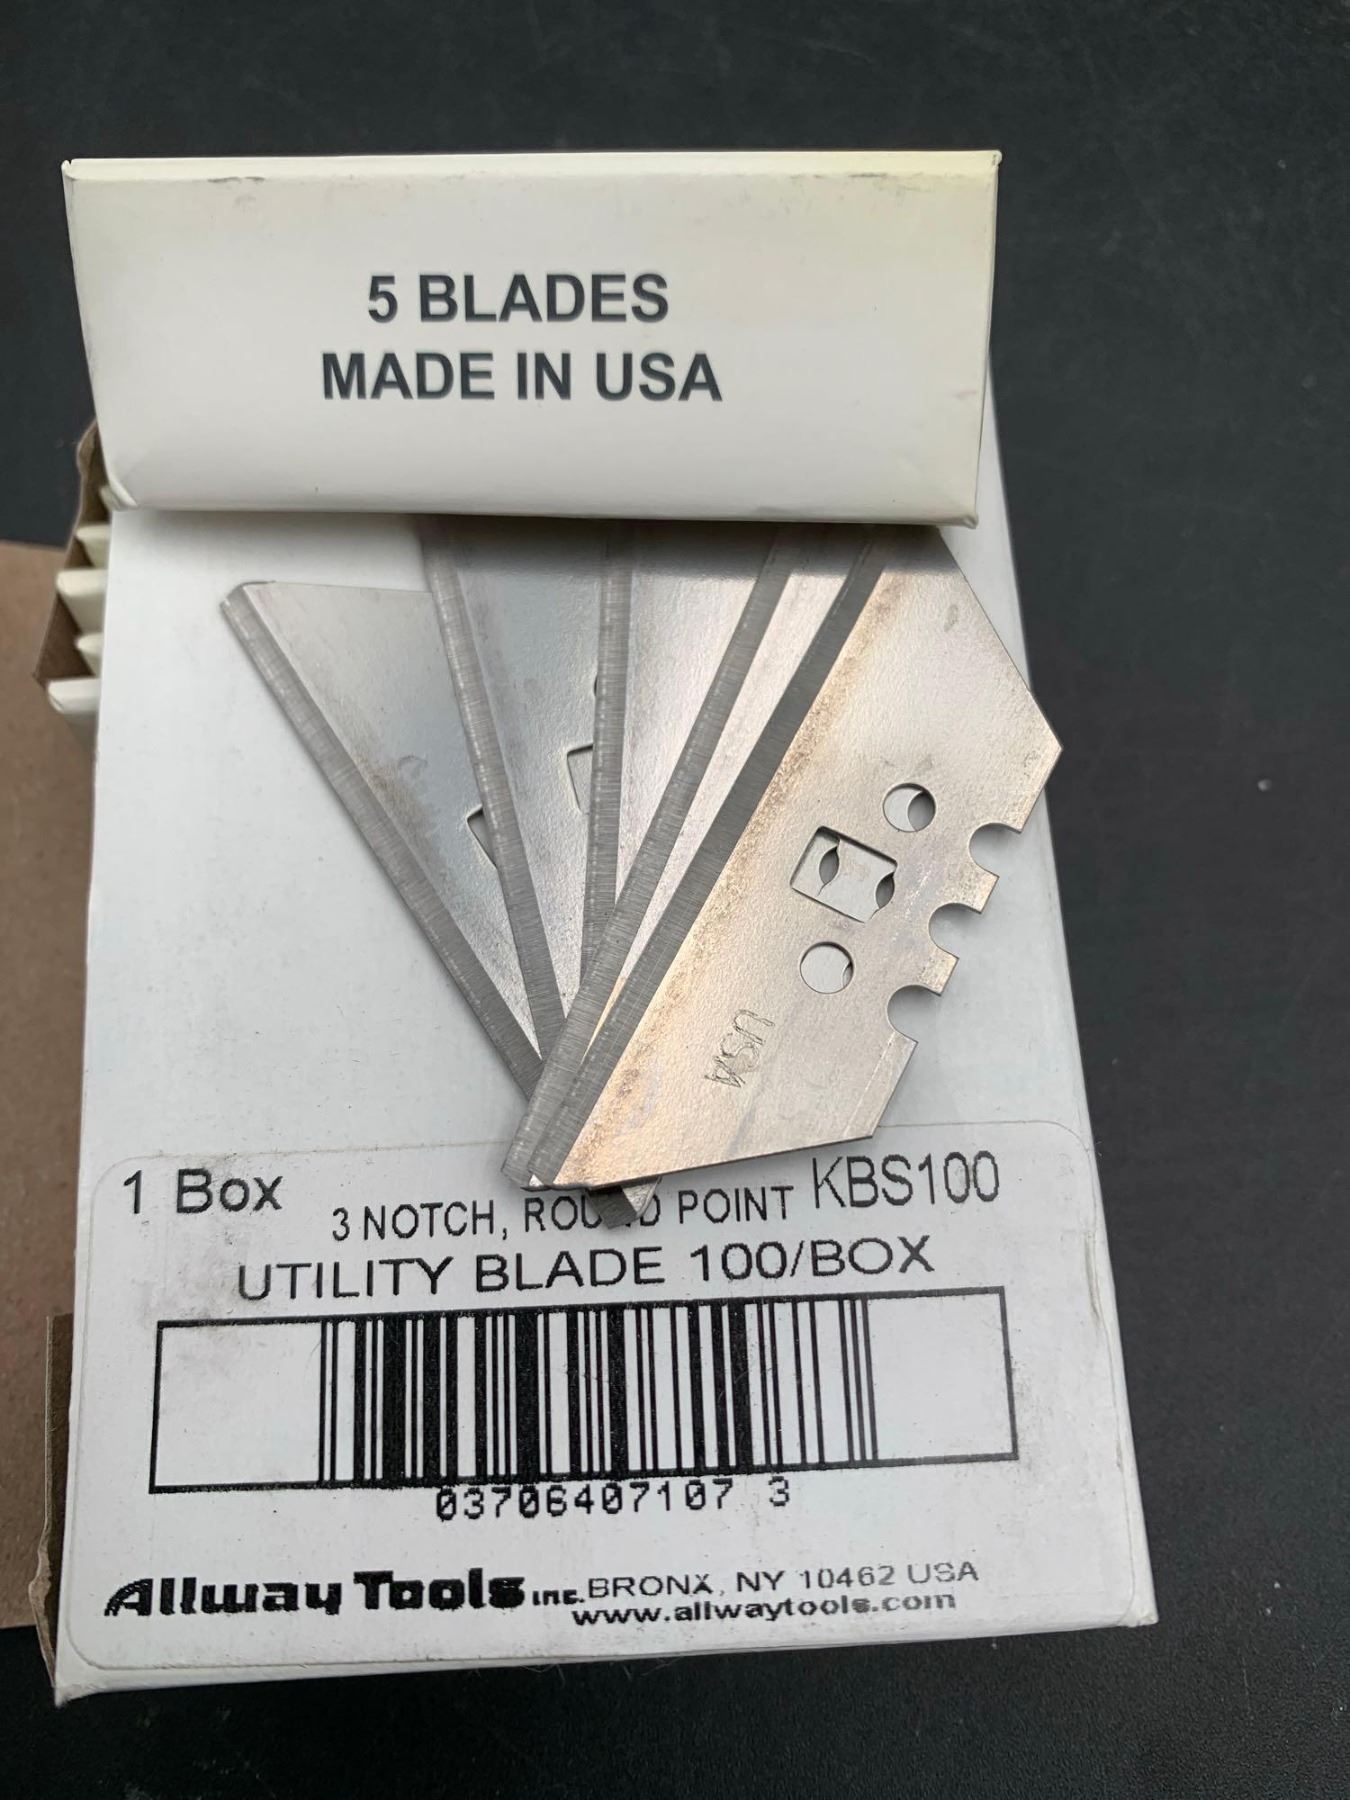 5 BLADES
MADE IN USA
USA
1 Box
3 NOTCH, ROUND POINT KBS100
UTILITY BLADE 100/BOX
03706407107 3
Allway Tools INC. BRONX, NY 10462 USA
www.allwaytools.com